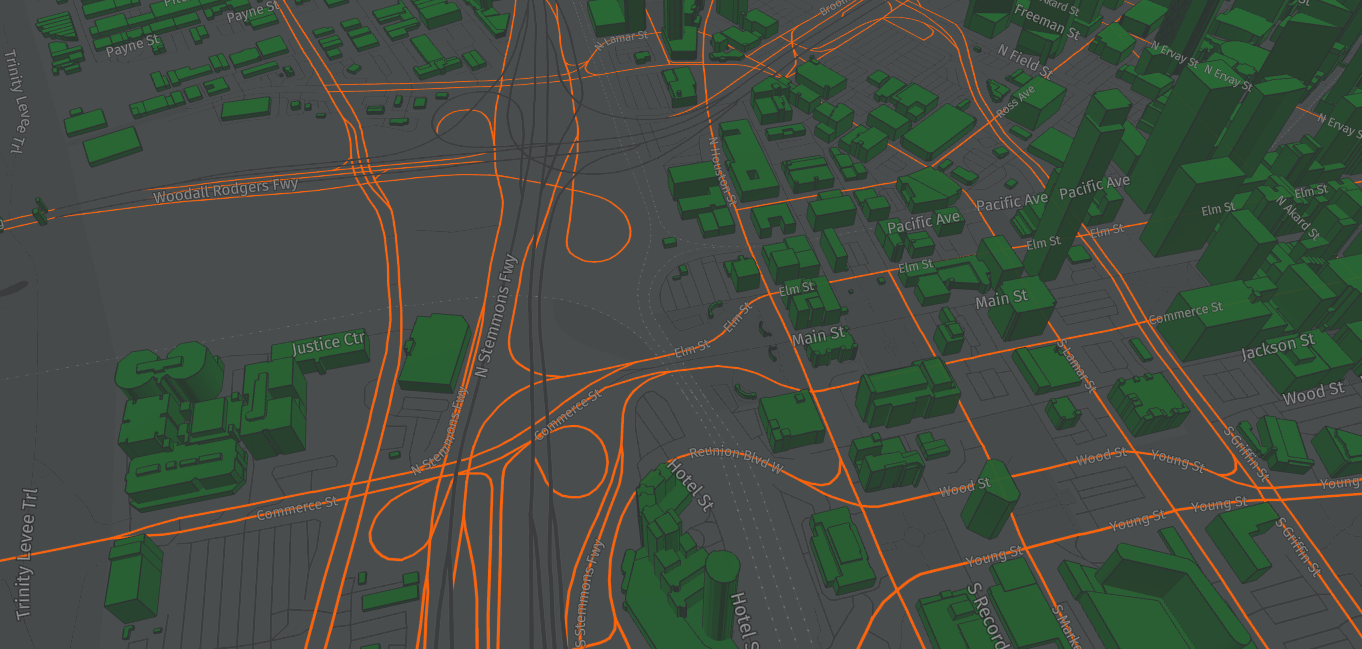 Payne St
Payne St
N Lamar St
Akard St
Freeman St
N Field St
N Ervay St
N Ervay St
N Ervay
Trinity Levee Trl
Ross Ave
N Houston St
Woodall Rodgers Fwy
Pacific Ave
Pacific Ave
Pacific Ave
Elm St
Elm St
N Akard St
Elm St
Elm St
Elm St
N Stemmons Fwy
Elm St
Elm St
Main St
Main St
Commerce St
Justice Ctr
Elm St
Jackson St
S Lamar St
Wood St
N Stemmons Fwy
Commerce St
Reunion Blvd W
Hotel St
Wood St
Young St
S Griffin St
Wood St
Young
Commerce St
Young St
Young St
Trinity Levee Trl
Young St
S Griffin St
S Stemmons Fwy
Hotel S
S Record
S Mark